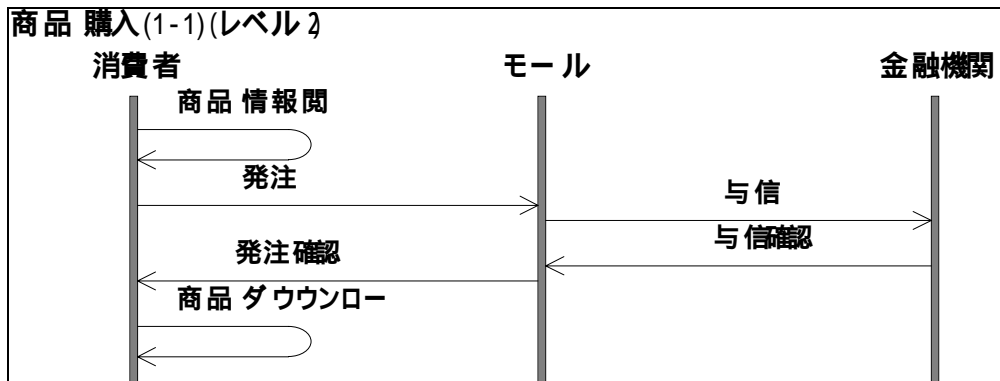 商品購入(1-1)(レベル2)
消費者 モール 金融機関
商品情報閲
発注
与信
与信確認
発注確認
商品ダウウンロー